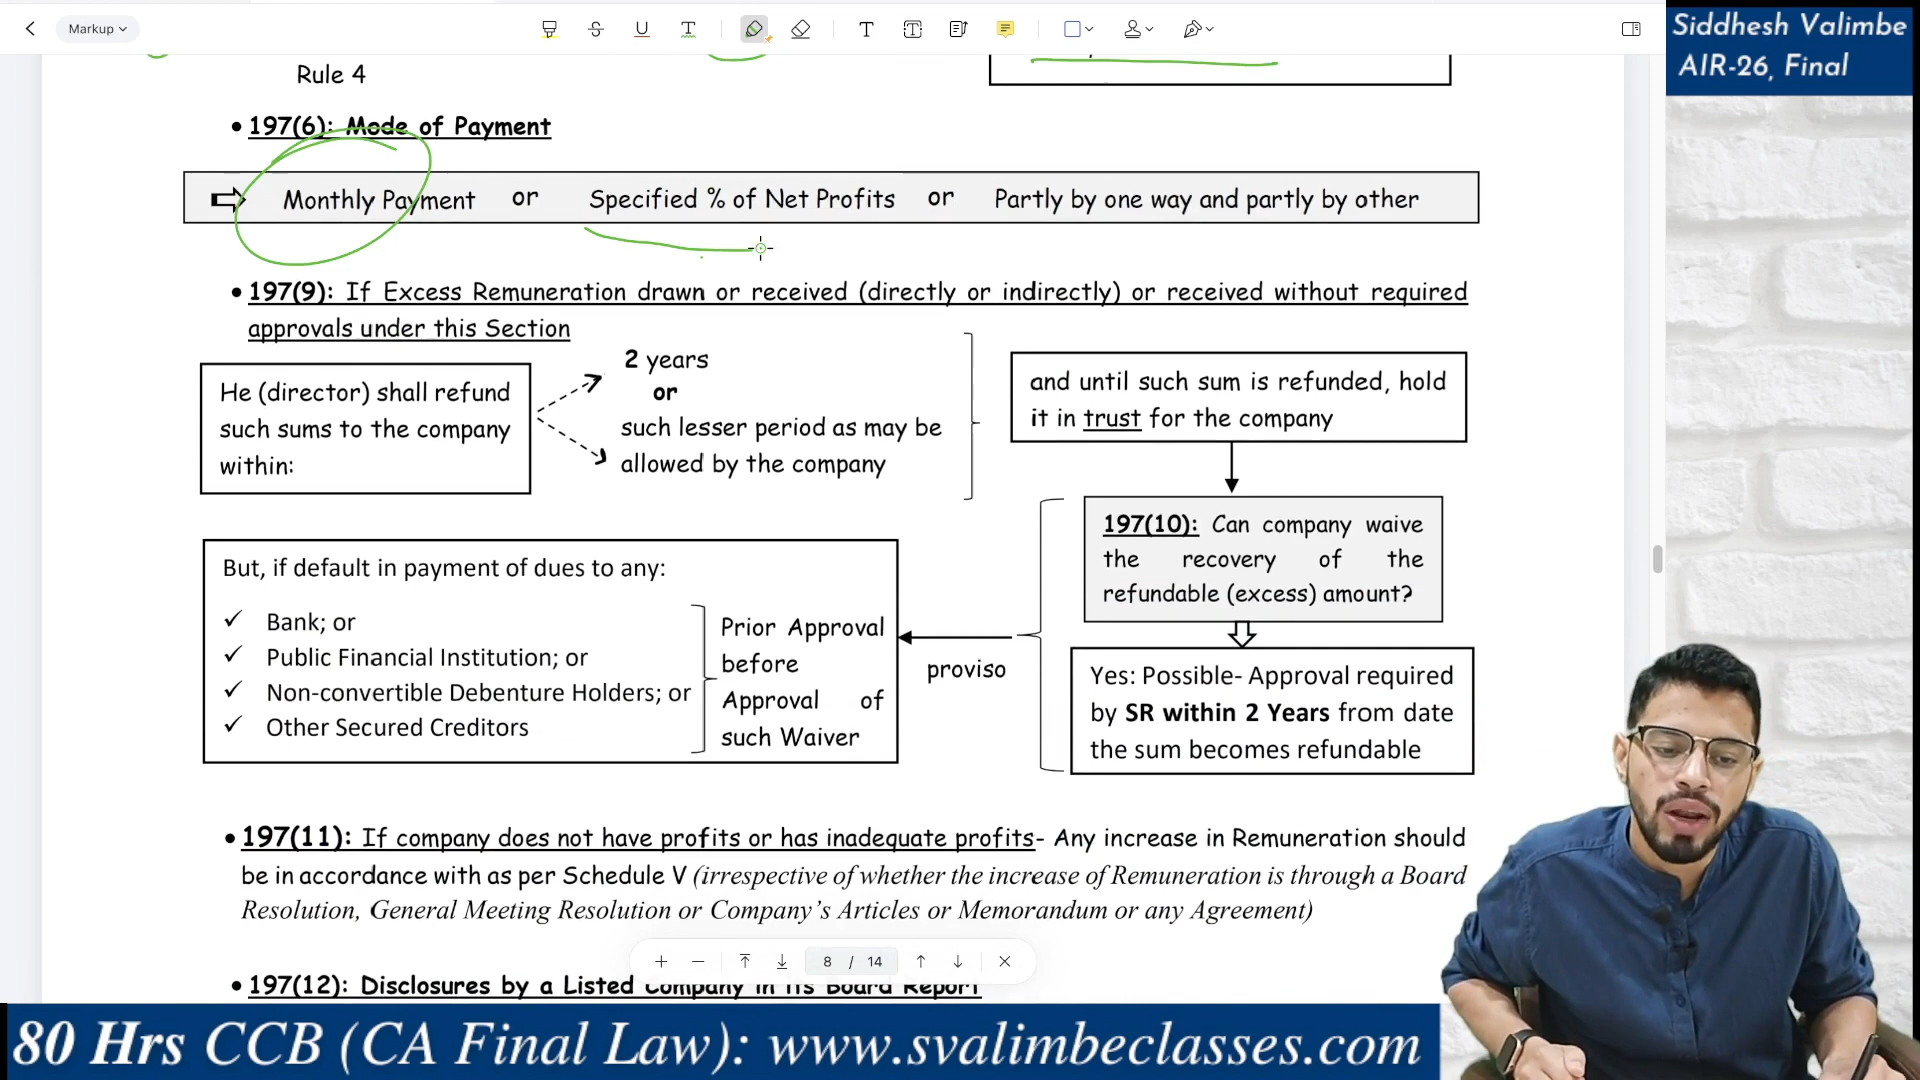 Markup
Siddhesh Valimbe
AIR-26, Final
Rule 4
• 197(6): Mode of Payment
Monthly Payment or Specified % of Net Profits or Partly by one way and partly by other
• 197(9): If Excess Remuneration drawn or received (directly or indirectly) or received without required
approvals under this Section
He (director) shall refund
such sums to the company
within:
2 years
or
such lesser period as may be
allowed by the company
and until such sum is refunded, hold
it in trust for the company
197(10): Can company waive
the recovery of the
refundable (excess) amount?
But, if default in payment of dues to any:
✓ Bank; or
✓ Public Financial Institution; or
✓ Non-convertible Debenture Holders; or
✓ Other Secured Creditors
Prior Approval
before
Approval of
such Waiver
proviso
Yes: Possible- Approval required
by SR within 2 Years from date
the sum becomes refundable
• 197(11): If company does not have profits or has inadequate profits- Any increase in Remuneration should
be in accordance with as per Schedule V (irrespective of whether the increase of Remuneration is through a Board
Resolution, General Meeting Resolution or Company's Articles or Memorandum or any Agreement)
8 / 14
• 197(12): Disclosures by a Listed Company in its Board Report
80 Hrs CCB (CA Final Law): www.svalimbeclasses.com